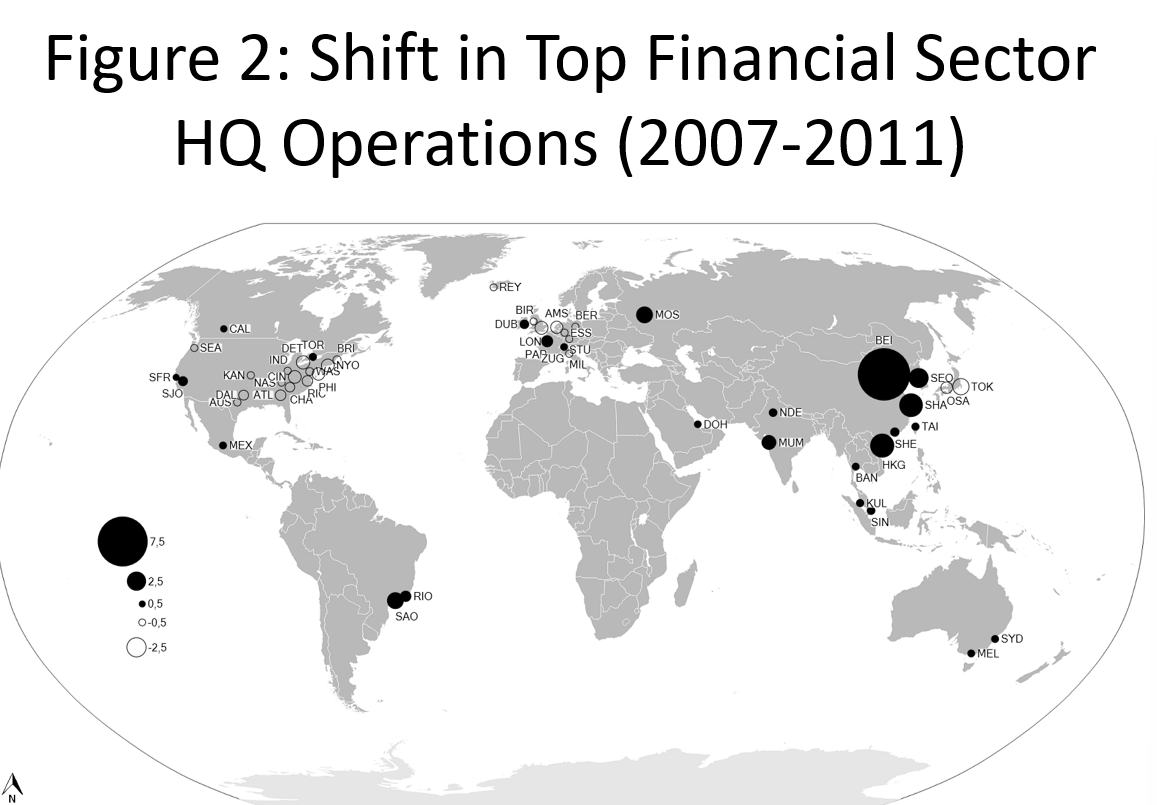 Figure 2: Shift in Top Financial Sector
HQ Operations (2007-2011)
REY
BIR
AMS
BER
DUB
ESS
MOS
LON
STU
PAR
ZUG
MIL
CAL
SEA
DET
TOR
BRI
IND
NYO
WAS
KAN
CIN
NAS
PHI
SFR
SJO
DAL
ATL
RIC
CHA
AUS
MEX
BEI
SEO
TOK
OSA
SHA
NDE
DOH
TAI
MUM
SHE
HKG
BAN
KUL
SIN
7,5
2,5
0,5
-0,5
-2,5
RIO
SAO
SYD
MEL
N